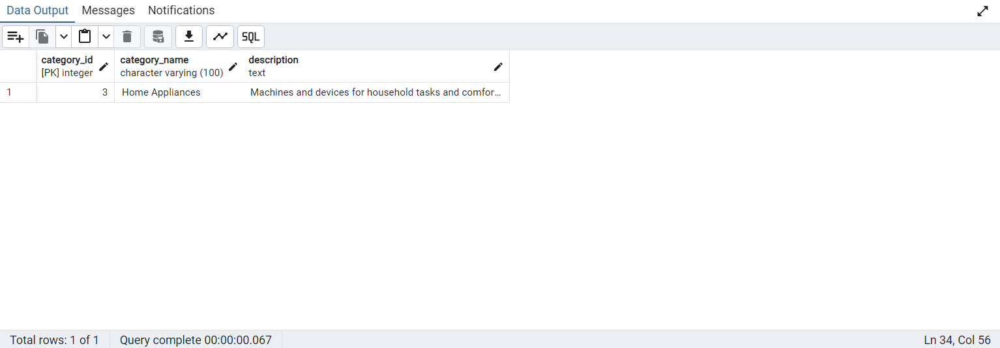 Data Output Messages Notifications
SQL
category_id category_name description
[PK] integer character varying (100) text
1 3 Home Appliances Machines and devices for household tasks and comfor...
Total rows: 1 of 1 Query complete 00:00:00.067 Ln 34, Col 56